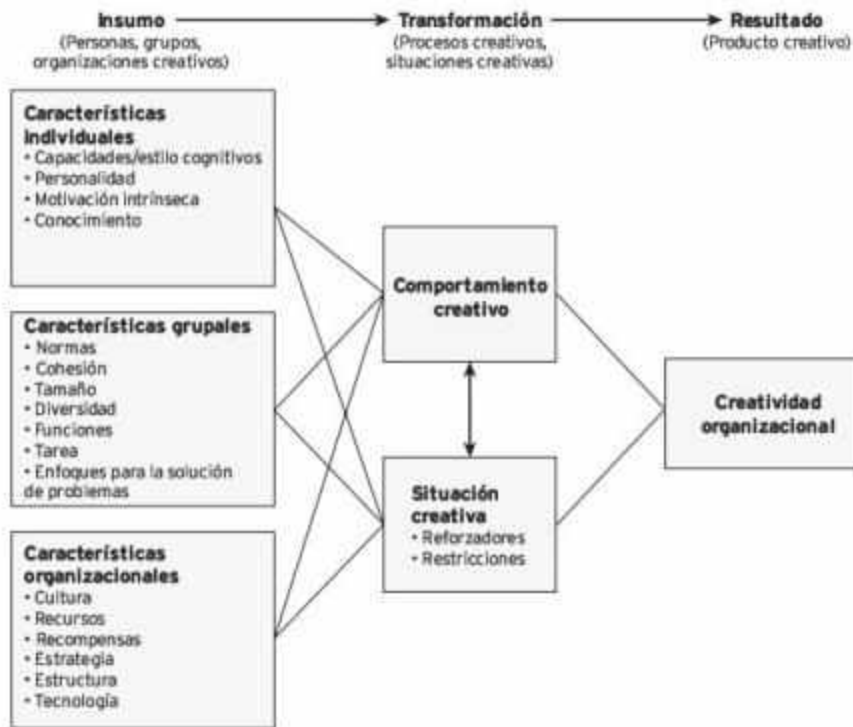 Insumo
(Personas, grupos,
organizaciones creativos)
Transformación
(Procesos creativos,
situaciones creativas)
Resultado
(Producto creativo)
Características
individuales
• Capacidades/estilo cognitivos
• Personalidad
• Motivación intrínseca
• Conocimiento
Características grupales
• Normas
• Cohesión
• Tamaño
• Diversidad
• Funciones
• Tarea
• Enfoques para la solución
de problemas
Características
organizacionales
• Cultura
• Recursos
• Recompensas
• Estrategia
• Estructura
• Tecnología
Comportamiento
creativo
Situación
creativa
• Reforzadores
• Restricciones
Creatividad
organizacional